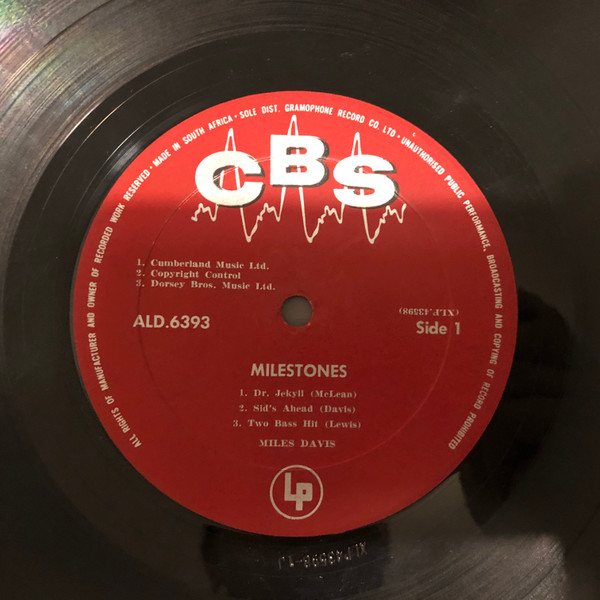 ALL RIGHTS OF MANUFACTURER AND OWNER OF RECORDED WORK RESERVED · MADE IN SOUTH AFRICA · SOLE DIST. GRAMOPHONE RECORD CO. LTD · UNAUTHORISED PUBLIC PERFORMANCE, BROADCASTING AND COPYING OF RECORD PROHIBITED
CBS
1. Cumberland Music Ltd.
2. Copyright Control
3. Dorsey Bros. Music Ltd.
(XLP.43598)
ALD.6393
Side 1
MILESTONES
1. Dr. Jekyll (McLean)
2. Sid's Ahead (Davis)
3. Two Bass Hit (Lewis)
MILES DAVIS
LP